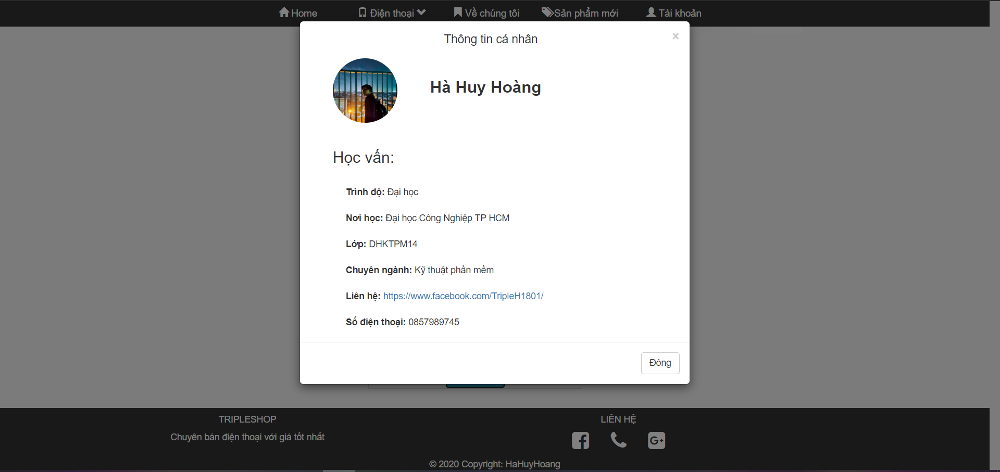 Home Điện thoại Về chúng tôi Sản phẩm mới Tài khoản
Thông tin cá nhân ×
Hà Huy Hoàng
Học vấn:
Trình độ: Đại học
Nơi học: Đại học Công Nghiệp TP HCM
Lớp: DHKTPM14
Chuyên ngành: Kỹ thuật phần mềm
Liên hệ: https://www.facebook.com/TripleH1801/
Số điện thoại: 0857989745
Đóng
TRIPLESHOP
Chuyên bán điện thoại với giá tốt nhất
LIÊN HỆ
G+
© 2020 Copyright: HaHuyHoang